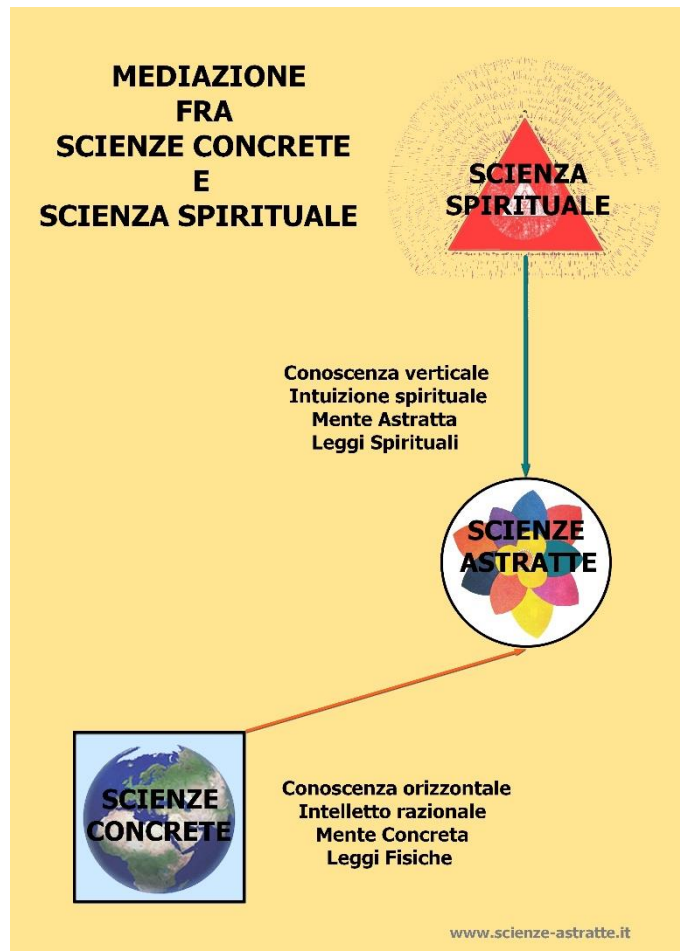 MEDIAZIONE
FRA
SCIENZE CONCRETE
E
SCIENZA SPIRITUALE
SCIENZA
SPIRITUALE
Conoscenza verticale
Intuizione spirituale
Mente Astratta
Leggi Spirituali
SCIENZE
ASTRATTE
SCIENZE
CONCRETE
Conoscenza orizzontale
Intelletto razionale
Mente Concreta
Leggi Fisiche
www.scienze-astratte.it